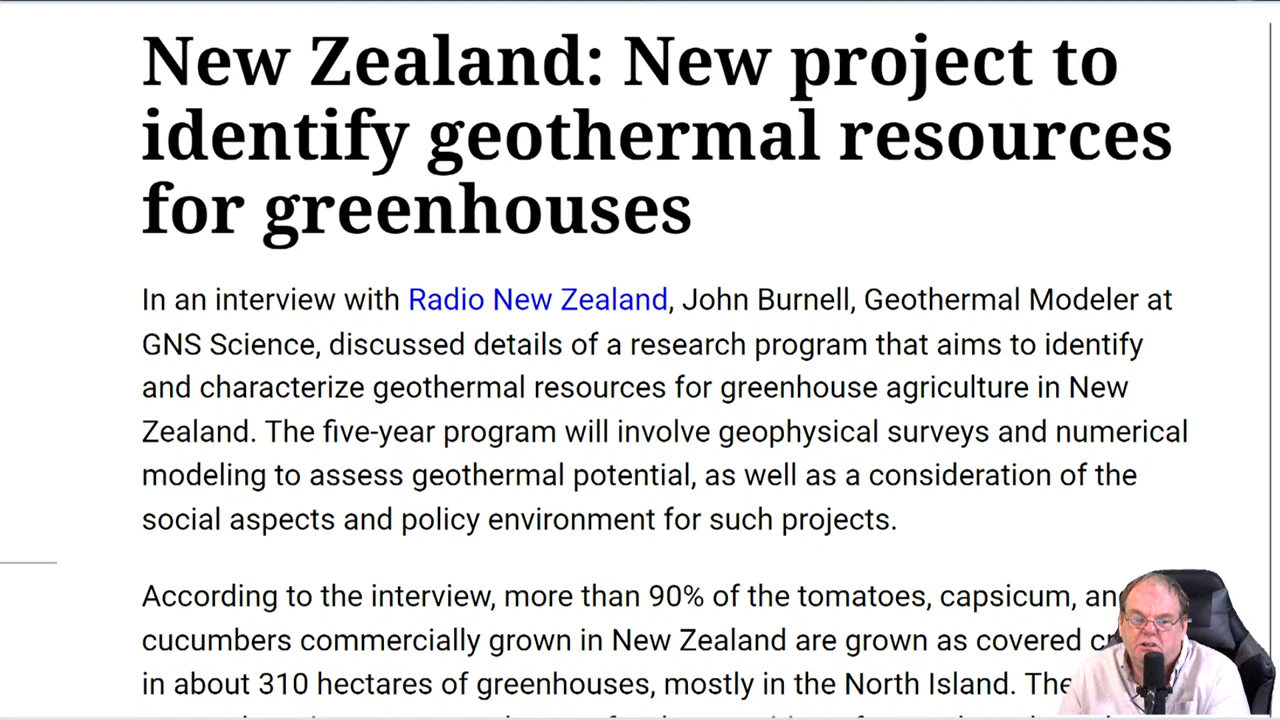 New Zealand: New project to
identify geothermal resources
for greenhouses
In an interview with Radio New Zealand, John Burnell, Geothermal Modeler at
GNS Science, discussed details of a research program that aims to identify
and characterize geothermal resources for greenhouse agriculture in New
Zealand. The five-year program will involve geophysical surveys and numerical
modeling to assess geothermal potential, as well as a consideration of the
social aspects and policy environment for such projects.
According to the interview, more than 90% of the tomatoes, capsicum,
cucumbers commercially grown in New Zealand are grown as covered
in about 310 hectares of greenhouses, mostly in the North Island.